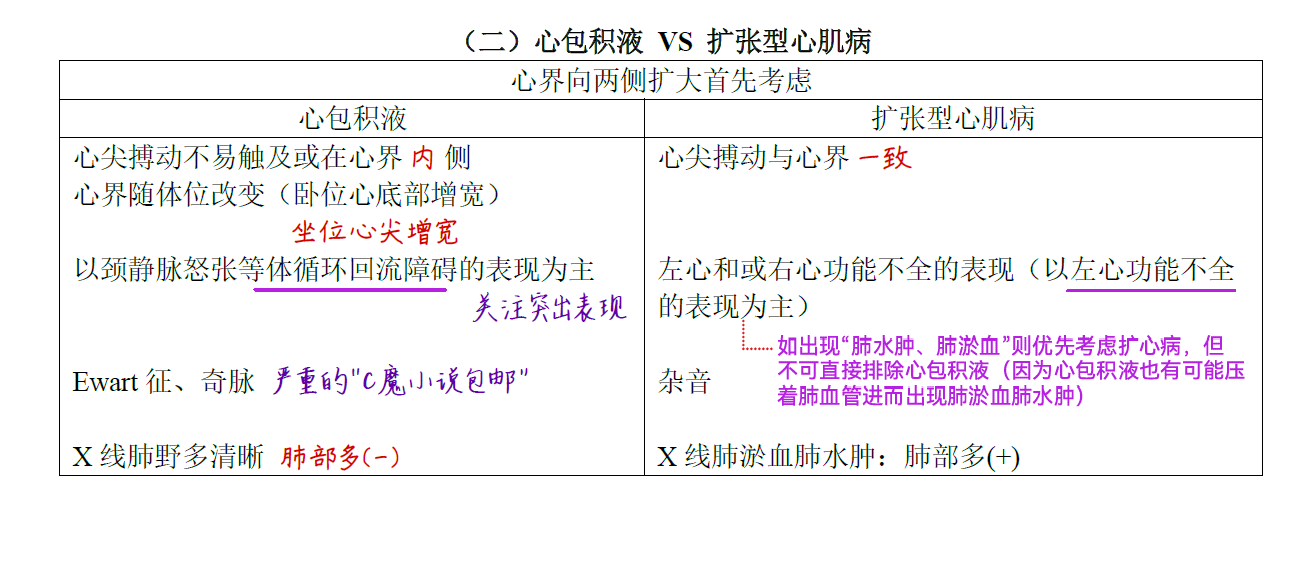 （二）心包积液 VS 扩张型心肌病
心界向两侧扩大首先考虑
心包积液
扩张型心肌病
心尖搏动不易触及或在心界 内 侧
心界随体位改变（卧位心底部增宽）
坐位心尖增宽
以颈静脉怒张等体循环回流障碍的表现为主
关注突出表现
Ewart 征、奇脉 严重的"C魔小说包邮"
X 线肺野多清晰 肺部多(-)
心尖搏动与心界 一致
左心和或右心功能不全的表现（以左心功能不全
的表现为主）
如出现“肺水肿、肺淤血”则优先考虑扩心病，但
不可直接排除心包积液（因为心包积液也有可能压
着肺血管进而出现肺淤血肺水肿）
杂音
X 线肺淤血肺水肿：肺部多(+)